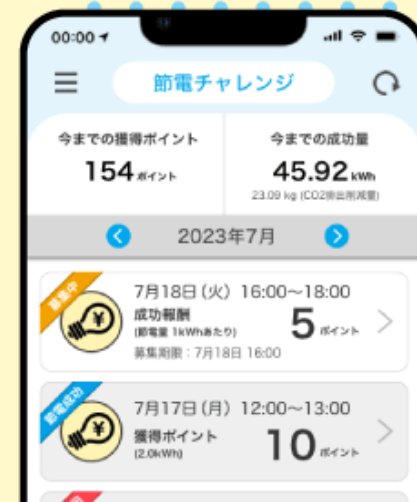 00:00
節電チャレンジ
今までの獲得ポイント
154ポイント
今までの成功量
45.92 kWh
23.09 kg (CO2排出削減量)
2023年7月
募集中
¥
7月18日(火) 16:00〜18:00
成功報酬
(節電量 1kWhあたり)
5 ポイント
募集期限:7月18日 16:00
節電成功
¥
7月17日(月) 12:00〜13:00
獲得ポイント
(2.0kWh)
10 ポイント